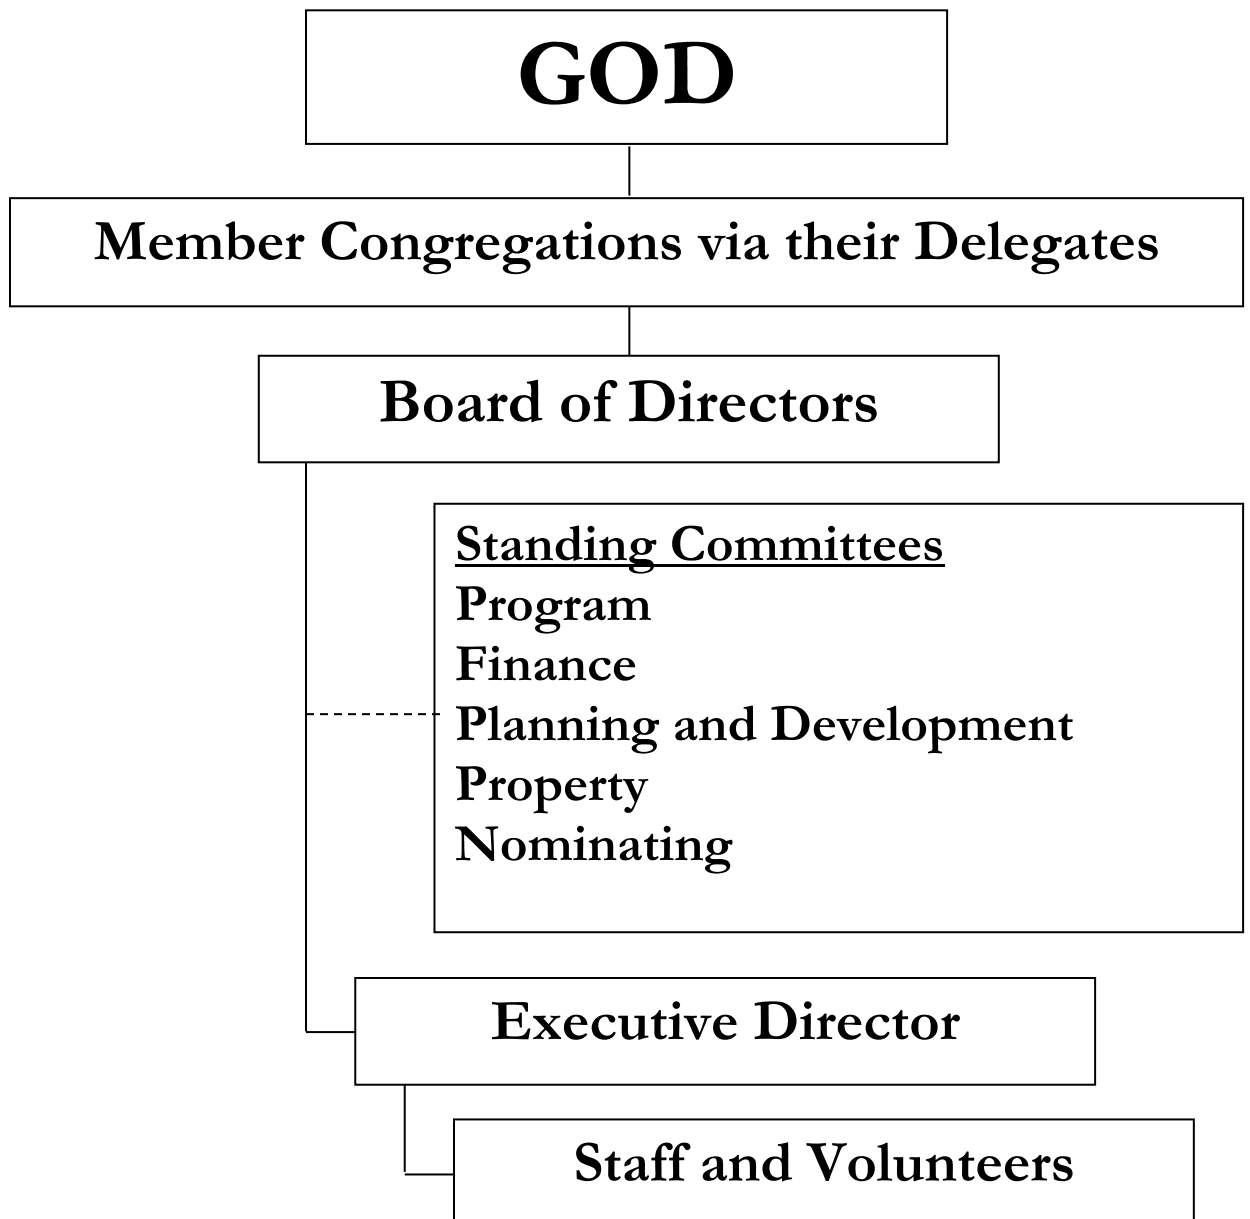 GOD
Member Congregations via their Delegates
Board of Directors
Standing Committees
Program
Finance
Planning and Development
Property
Nominating
Executive Director
Staff and Volunteers